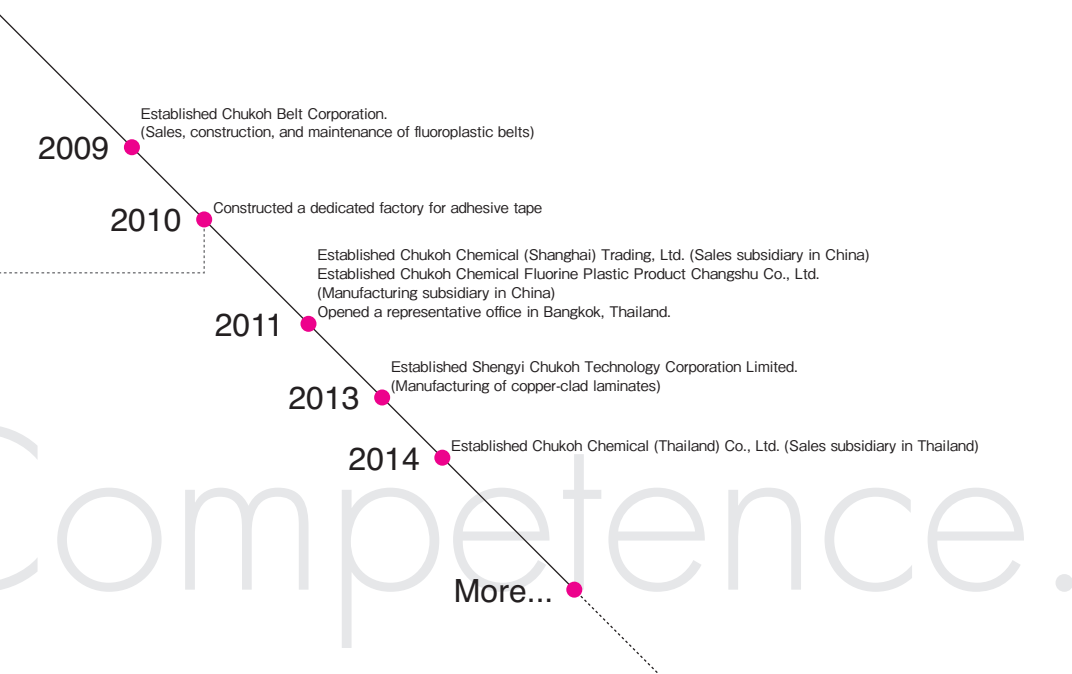 Established Chukoh Belt Corporation.
(Sales, construction, and maintenance of fluoroplastic belts)
2009
Constructed a dedicated factory for adhesive tape
2010
Established Chukoh Chemical (Shanghai) Trading, Ltd. (Sales subsidiary in China)
Established Chukoh Chemical Fluorine Plastic Product Changshu Co., Ltd.
(Manufacturing subsidiary in China)
Opened a representative office in Bangkok, Thailand.
2011
Established Shengyi Chukoh Technology Corporation Limited.
(Manufacturing of copper-clad laminates)
2013
Established Chukoh Chemical (Thailand) Co., Ltd. (Sales subsidiary in Thailand)
2014
Competence.
More...